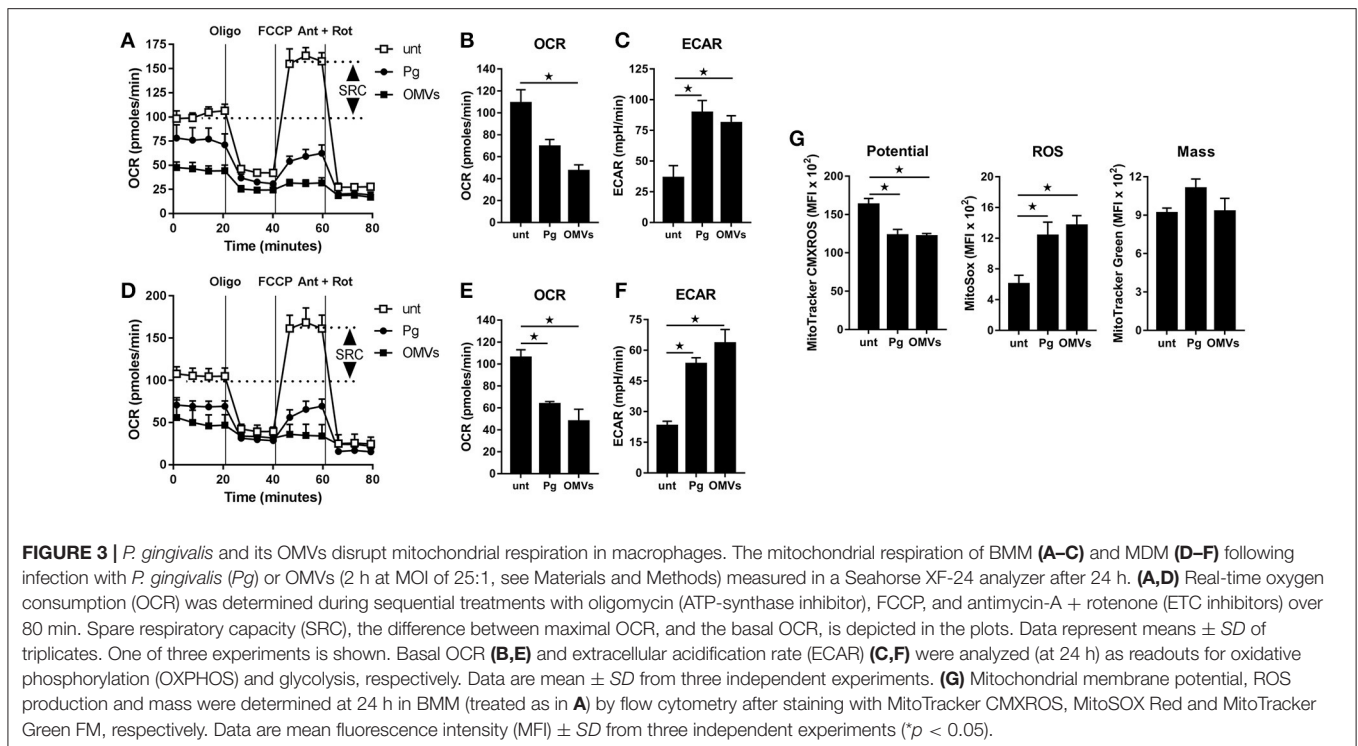 A
Oligo
FCCP Ant + Rot
OCR (pmoles/min)
175
150
125
100
75
50
25
0
0 20 40 60 80
Time (minutes)
SRC
unt
Pg
OMVs
B
OCR
OCR (pmoles/min)
140
120
100
80
60
40
20
0
★
unt Pg OMVs
C
ECAR
ECAR (mpH/min)
125
100
75
50
25
0
★
★
unt Pg OMVs
D
Oligo
FCCP Ant + Rot
OCR (pmoles/min)
200
150
100
50
0
0 20 40 60 80
Time (minutes)
SRC
unt
Pg
OMVs
E
OCR
OCR (pmoles/min)
140
120
100
80
60
40
20
0
★
★
unt Pg OMVs
F
ECAR
ECAR (mpH/min)
75
60
45
30
15
0
★
★
unt Pg OMVs
G
Potential
MitoTracker CMXROS (MFI x 10²)
200
150
100
50
0
★
★
unt Pg OMVs
ROS
MitoSox (MFI x 10²)
20
16
12
8
4
0
★
★
unt Pg OMVs
Mass
MitoTracker Green (MFI x 10²)
15
12
9
6
3
0
unt Pg OMVs
FIGURE 3 | P. gingivalis and its OMVs disrupt mitochondrial respiration in macrophages. The mitochondrial respiration of BMM (A–C) and MDM (D–F) following
infection with P. gingivalis (Pg) or OMVs (2 h at MOI of 25:1, see Materials and Methods) measured in a Seahorse XF-24 analyzer after 24 h. (A,D) Real-time oxygen
consumption (OCR) was determined during sequential treatments with oligomycin (ATP-synthase inhibitor), FCCP, and antimycin-A + rotenone (ETC inhibitors) over
80 min. Spare respiratory capacity (SRC), the difference between maximal OCR, and the basal OCR, is depicted in the plots. Data represent means ± SD of
triplicates. One of three experiments is shown. Basal OCR (B,E) and extracellular acidification rate (ECAR) (C,F) were analyzed (at 24 h) as readouts for oxidative
phosphorylation (OXPHOS) and glycolysis, respectively. Data are mean ± SD from three independent experiments. (G) Mitochondrial membrane potential, ROS
production and mass were determined at 24 h in BMM (treated as in A) by flow cytometry after staining with MitoTracker CMXROS, MitoSOX Red and MitoTracker
Green FM, respectively. Data are mean fluorescence intensity (MFI) ± SD from three independent experiments (*p < 0.05).